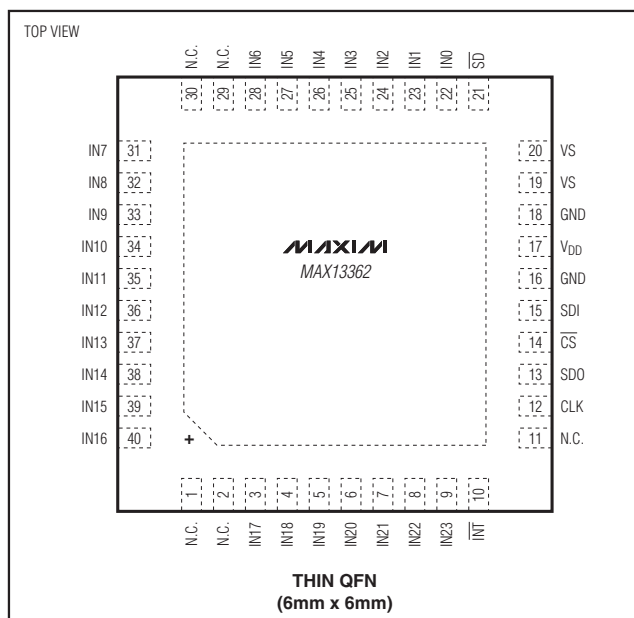 TOP VIEW
N.C. N.C. IN6 IN5 IN4 IN3 IN2 IN1 IN0 SD
30 29 28 27 26 25 24 23 22 21
IN7 31 20 VS
IN8 32 19 VS
IN9 33 18 GND
IN10 34 17 VDD
IN11 35 16 GND
IN12 36 15 SDI
IN13 37 14 CS
IN14 38 13 SDO
IN15 39 12 CLK
IN16 40 11 N.C.
MAXIM
MAX13362
+
1 2 3 4 5 6 7 8 9 10
N.C. N.C. IN17 IN18 IN19 IN20 IN21 IN22 IN23 INT
THIN QFN
(6mm x 6mm)